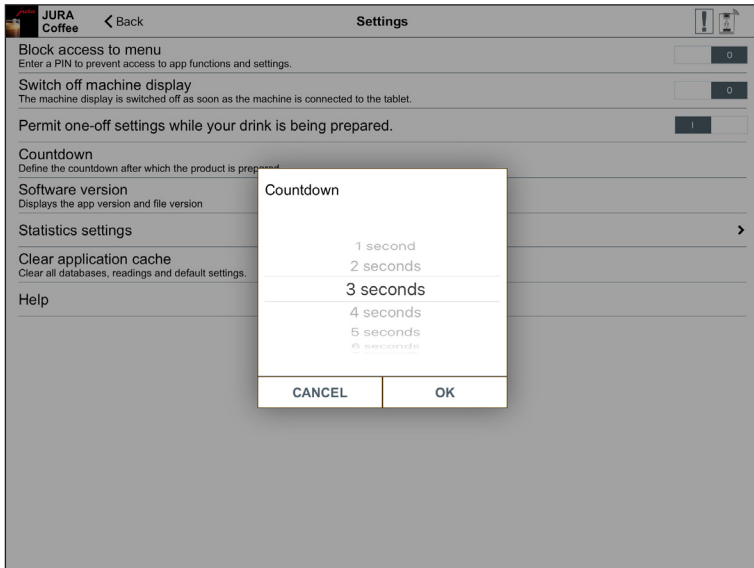 jura
JURA
Coffee
Back
Settings
Block access to menu
Enter a PIN to prevent access to app functions and settings.
0
Switch off machine display
The machine display is switched off as soon as the machine is connected to the tablet.
0
Permit one-off settings while your drink is being prepared.
I
Countdown
Define the countdown after which the product is prepared
Software version
Displays the app version and file version
Statistics settings
Clear application cache
Clear all databases, readings and default settings.
Help
Countdown
1 second
2 seconds
3 seconds
4 seconds
5 seconds
6 seconds
CANCEL
OK